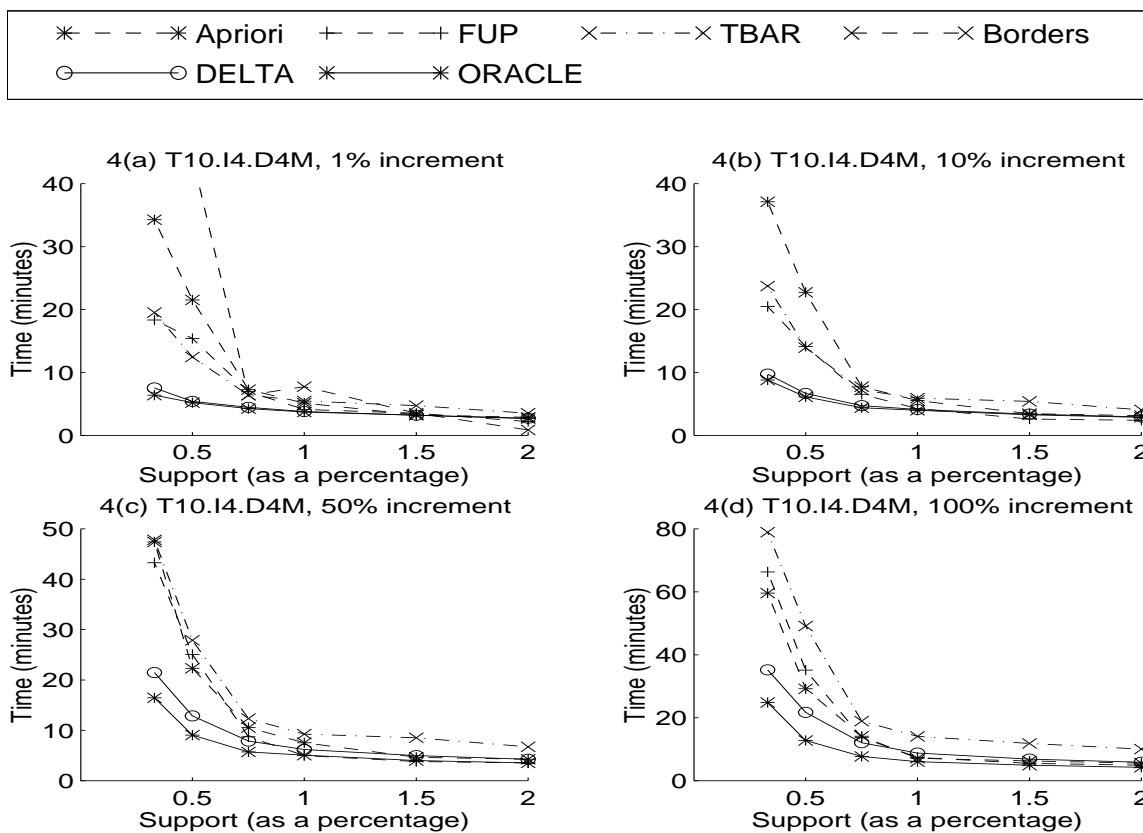 Apriori FUP TBAR Borders
DELTA ORACLE
4(a) T10.I4.D4M, 1% increment
40
30
20
10
0
Time (minutes)
0.5 1 1.5 2
Support (as a percentage)
4(b) T10.I4.D4M, 10% increment
40
30
20
10
0
Time (minutes)
0.5 1 1.5 2
Support (as a percentage)
4(c) T10.I4.D4M, 50% increment
50
40
30
20
10
0
Time (minutes)
0.5 1 1.5 2
Support (as a percentage)
4(d) T10.I4.D4M, 100% increment
80
60
40
20
0
Time (minutes)
0.5 1 1.5 2
Support (as a percentage)